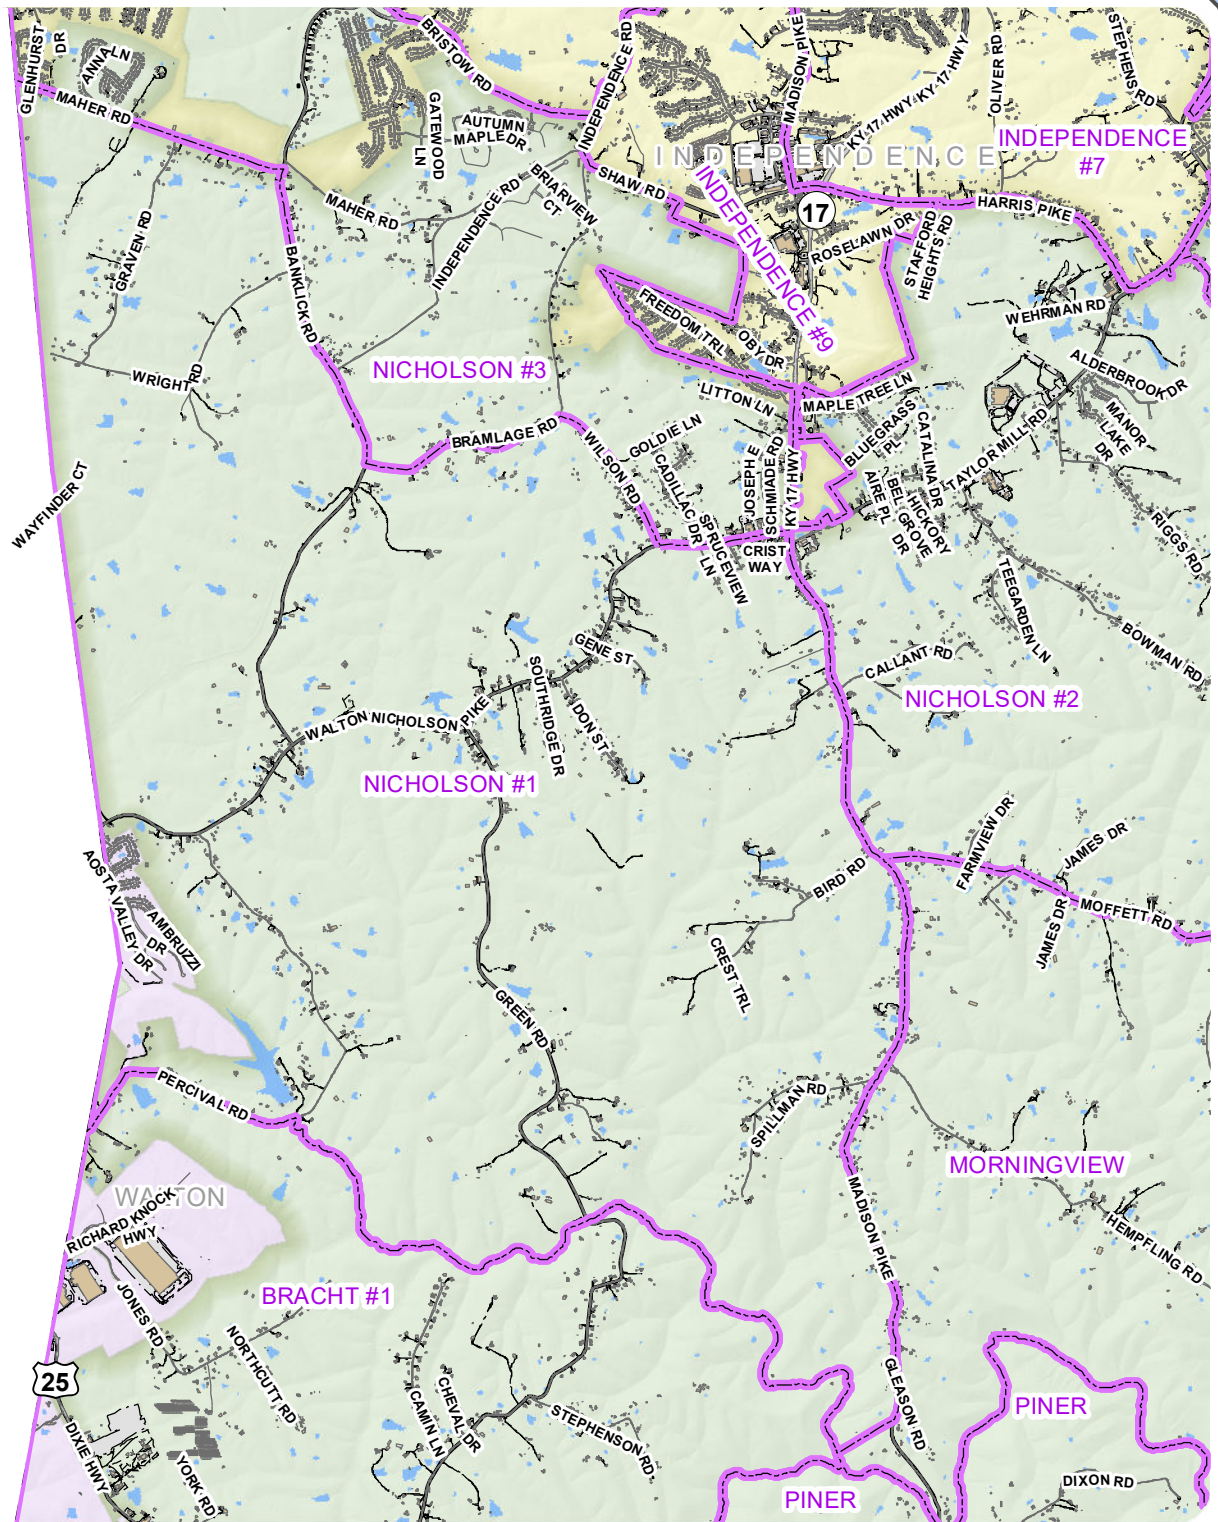 GLENHURST
DR
ANNA LN
MAHER RD
BRISTOW RD
INDEPENDENCE RD
MADISON PIKE
KY 17 HWY
KY 17 HWY
OLIVER RD
STEPHENS RD
GATEWOOD
LN
AUTUMN
MAPLE DR
INDEPENDENCE
INDEPENDENCE
#7
MAHER RD
INDEPENDENCE RD
BRIARVIEW
CT
SHAW RD
INDEPENDENCE #9
17
HARRIS PIKE
ROSELAWN DR
STAFFORD
HEIGHTS RD
GRAVEN RD
BANKLICK RD
FREEDOM TRL
OBY DR
WEHRMAN RD
WRIGHT RD
NICHOLSON #3
LITTON LN
MAPLE TREE LN
ALDERBROOK DR
MANOR
LAKE
DR
BRAMLAGE RD
WILSON RD
GOLDIE LN
CADILLAC DR
SPRUCEVIEW
LN
JOSEPH E
SCHMIADE RD
KY 17 HWY
BLUEGRASS
PL
CATALINA DR
HICKORY
GROVE
DR
BEL
AIRE PL
TAYLOR MILL RD
RIGGS RD
WAYFINDER CT
CRIST
WAY
TEEGARDEN LN
BOWMAN RD
GENE ST
CALLANT RD
SOUTHRIDGE DR
IDON ST
NICHOLSON #2
WALTON NICHOLSON PIKE
NICHOLSON #1
FARMVIEW DR
JAMES DR
BIRD RD
MOFFETT RD
JAMES DR
AOSTA VALLEY DR
AMBRUZZI
DR
CREST TRL
GREEN RD
PERCIVAL RD
SPILLMAN RD
MORNINGVIEW
WALTON
RICHARD KNOCK
HWY
MADISON PIKE
HEMPFLING RD
BRACHT #1
JONES RD
NORTHCUTT RD
25
DIXIE HWY
YORK RD
CAMIN LN
CHEVAL DR
STEPHENSON RD
GLEASON RD
PINER
PINER
DIXON RD